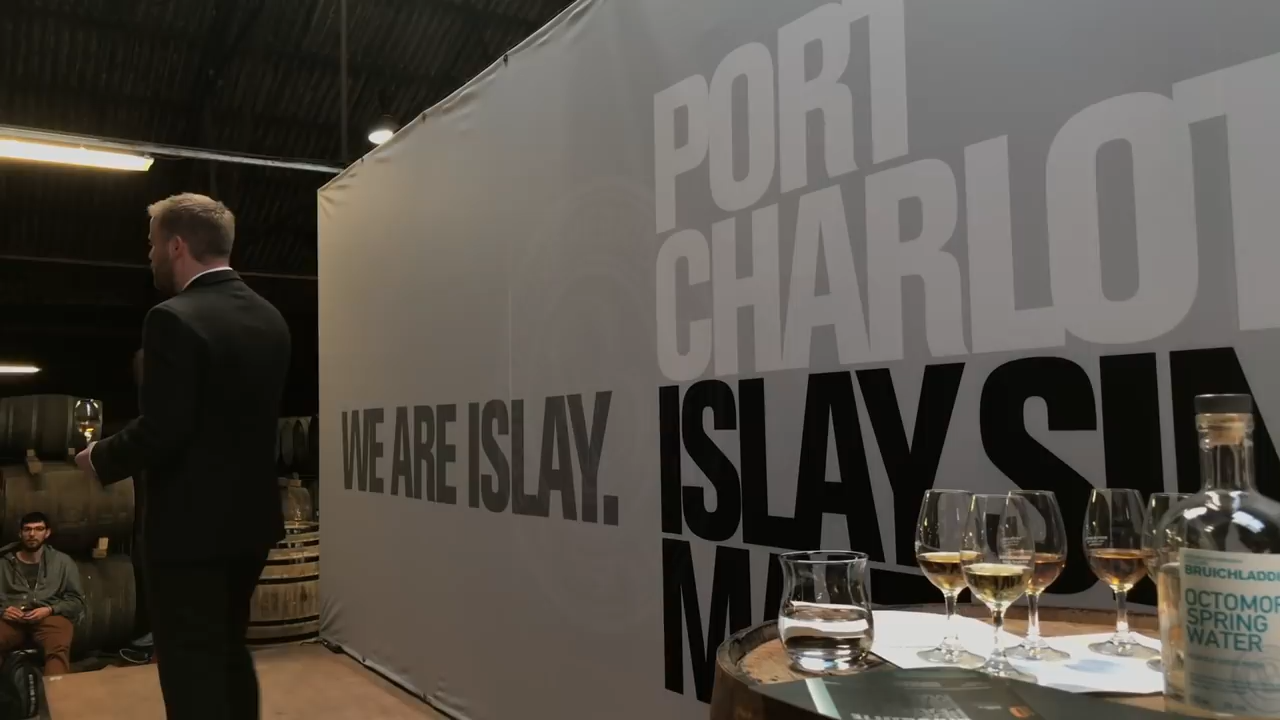 PORT
CHARLOT
ISLAY SIN
MA
WE ARE ISLAY.
BRUICHLADD
OCTOMOR
SPRING
WATER